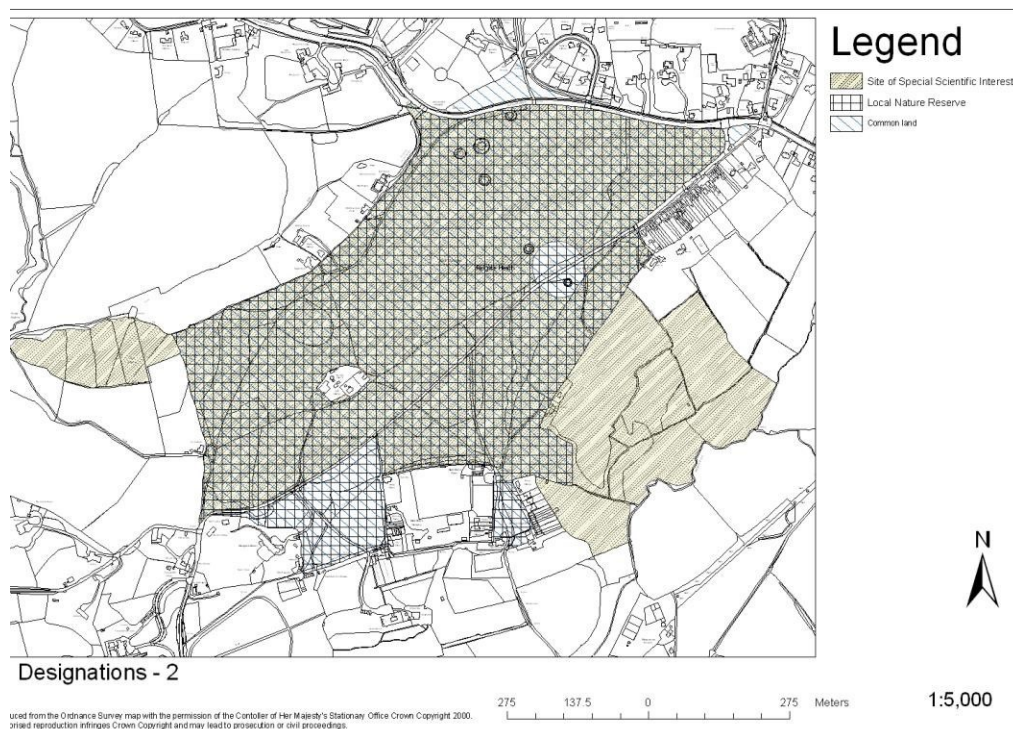 Legend
Site of Special Scientific Interest
Local Nature Reserve
Common land
Reigate Heath
N
Designations - 2
275 137.5 0 275 Meters
1:5,000
uced from the Ordnance Survey map with the permission of the Contoller of Her Majesty's Stationary Office Crown Copyright 2000.
orised reproduction infringes Crown Copyright and may lead to prosecution or civil proceedings.